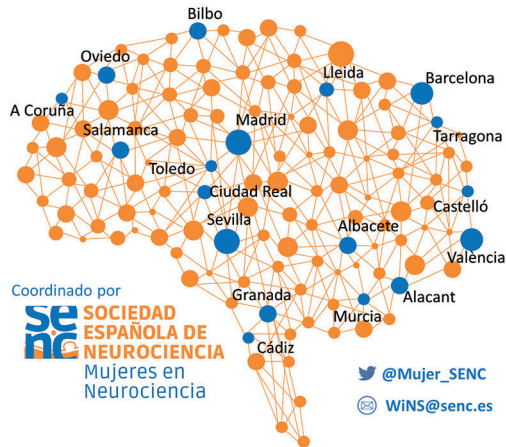 Bilbo
Oviedo
Lleida
Barcelona
A Coruña
Madrid
Salamanca
Tarragona
Toledo
Ciudad Real
Castelló
Sevilla
Albacete
València
Coordinado por
Granada
Alacant
senc
SOCIEDAD
ESPAÑOLA DE
NEUROCIENCIA
Murcia
Cádiz
Mujeres en
Neurociencia
@Mujer_SENC
WiNS@senc.es